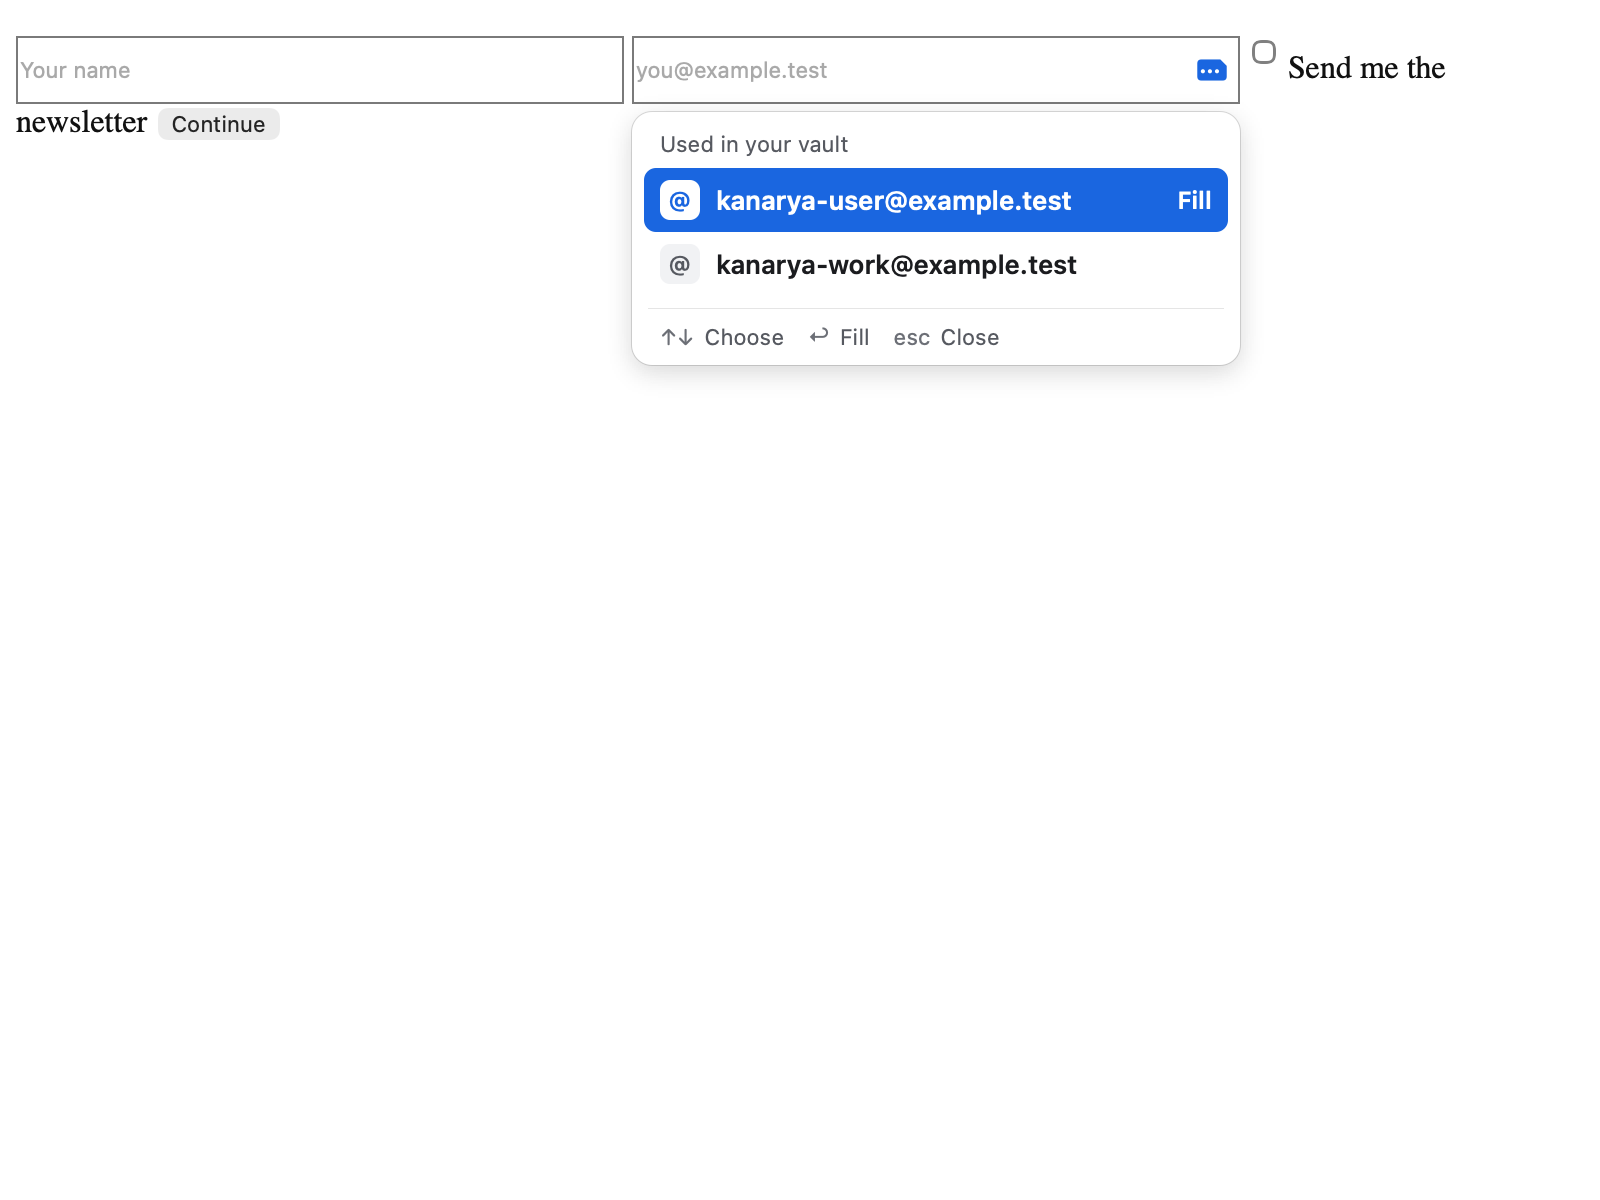 Your name
you@example.test
Send me the
newsletter
Continue
Used in your vault
@ kanarya-user@example.test Fill
@ kanarya-work@example.test
↑↓ Choose ↩ Fill esc Close